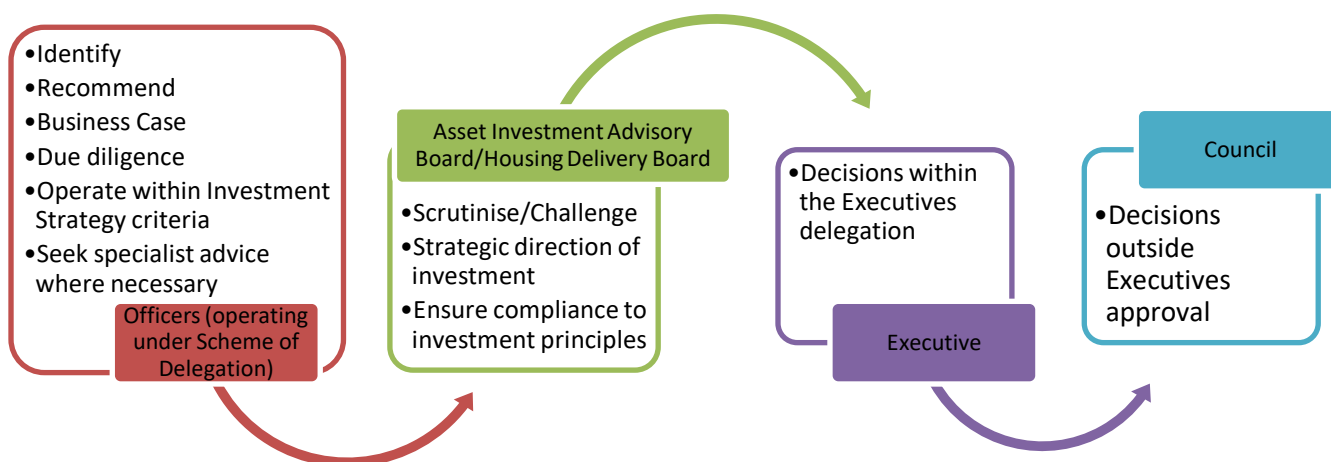 •Identify
•Recommend
•Business Case
•Due diligence
•Operate within Investment
Strategy criteria
•Seek specialist advice
where necessary
Officers (operating
under Scheme of
Delegation)
Asset Investment Advisory
Board/Housing Delivery Board
•Scrutinise/Challenge
•Strategic direction of
investment
•Ensure compliance to
investment principles
•Decisions within
the Executives
delegation
Executive
Council
•Decisions
outside
Executives
approval